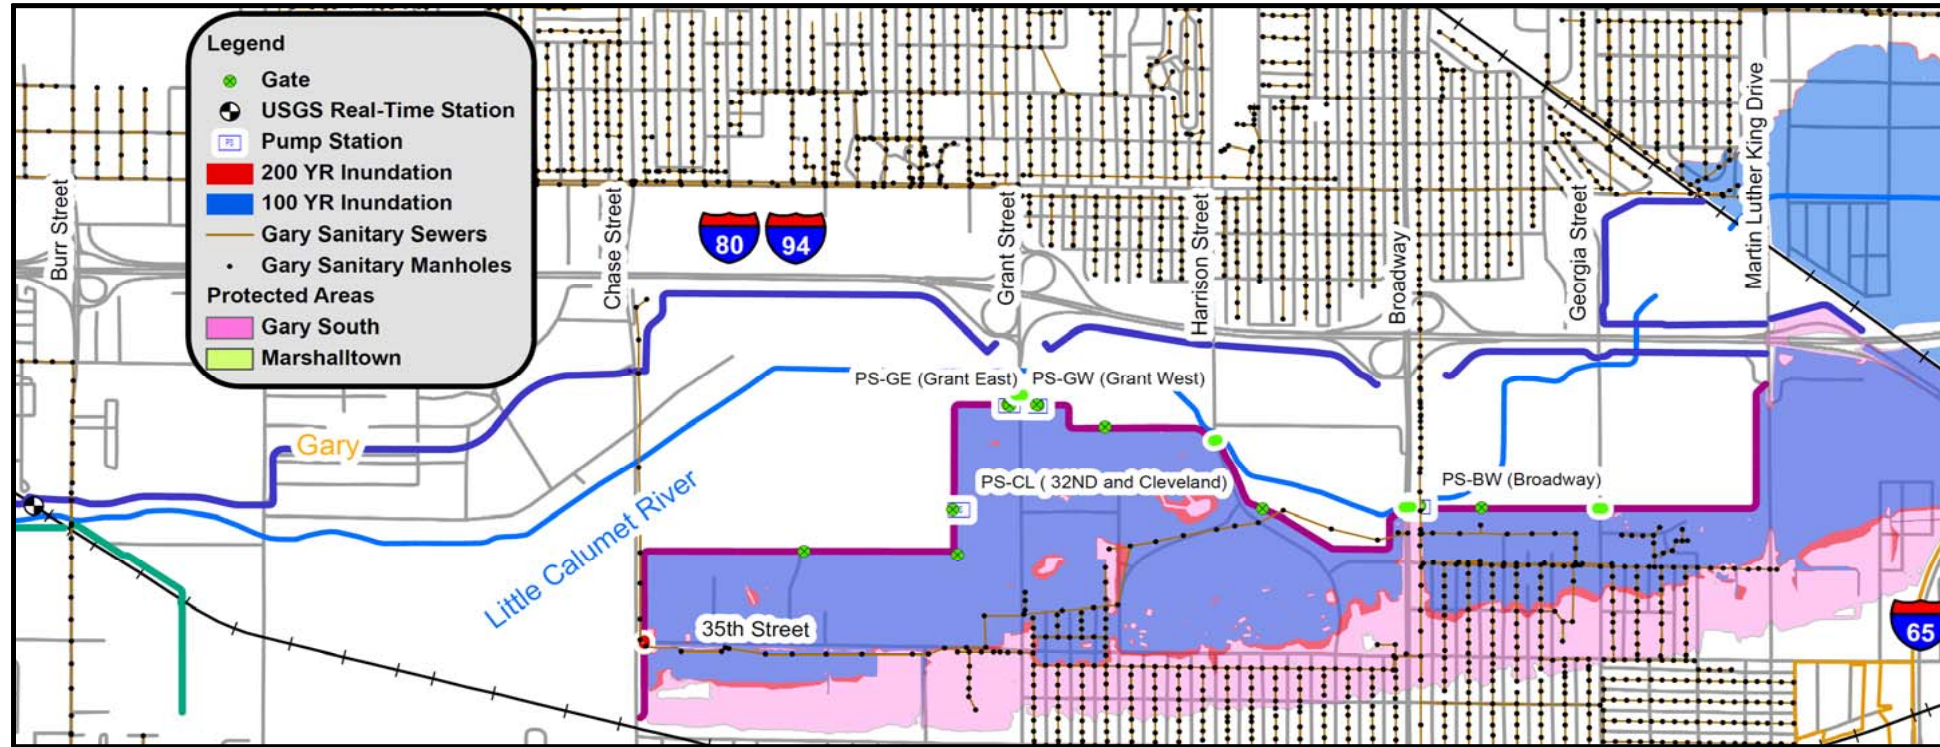 Legend
Gate
USGS Real-Time Station
PS
Pump Station
200 YR Inundation
100 YR Inundation
Gary Sanitary Sewers
Gary Sanitary Manholes
Protected Areas
Gary South
Marshalltown
Burr Street
Chase Street
80
94
Grant Street
Harrison Street
Broadway
Georgia Street
Martin Luther King Drive
PS-GE (Grant East)
PS-GW (Grant West)
Gary
PS-CL ( 32ND and Cleveland)
PS-BW (Broadway)
Little Calumet River
35th Street
65